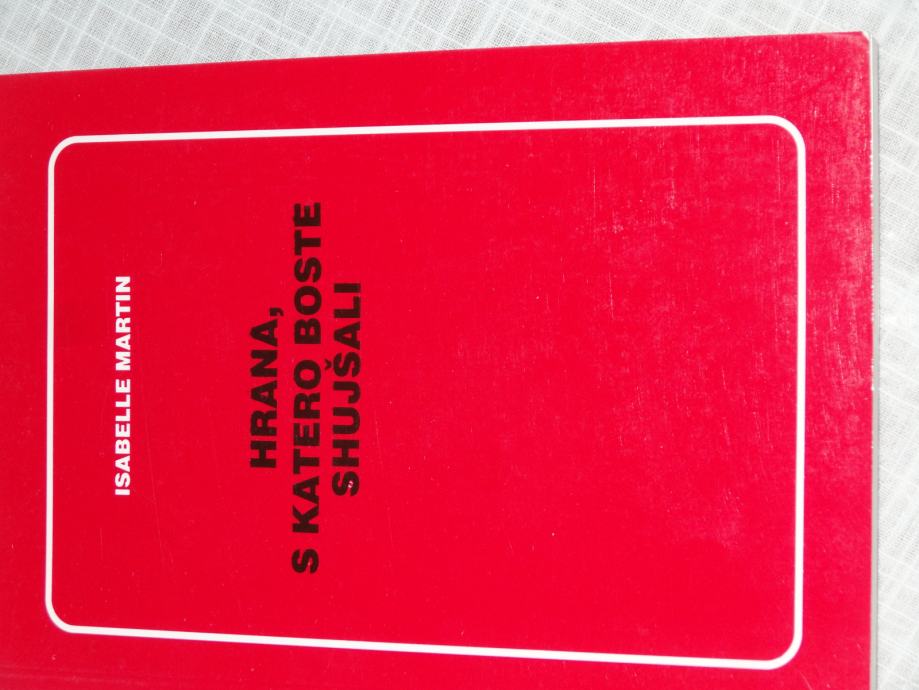 ISABELLE MARTIN
HRANA,
S KATERO BOSTE
SHUJŠALI